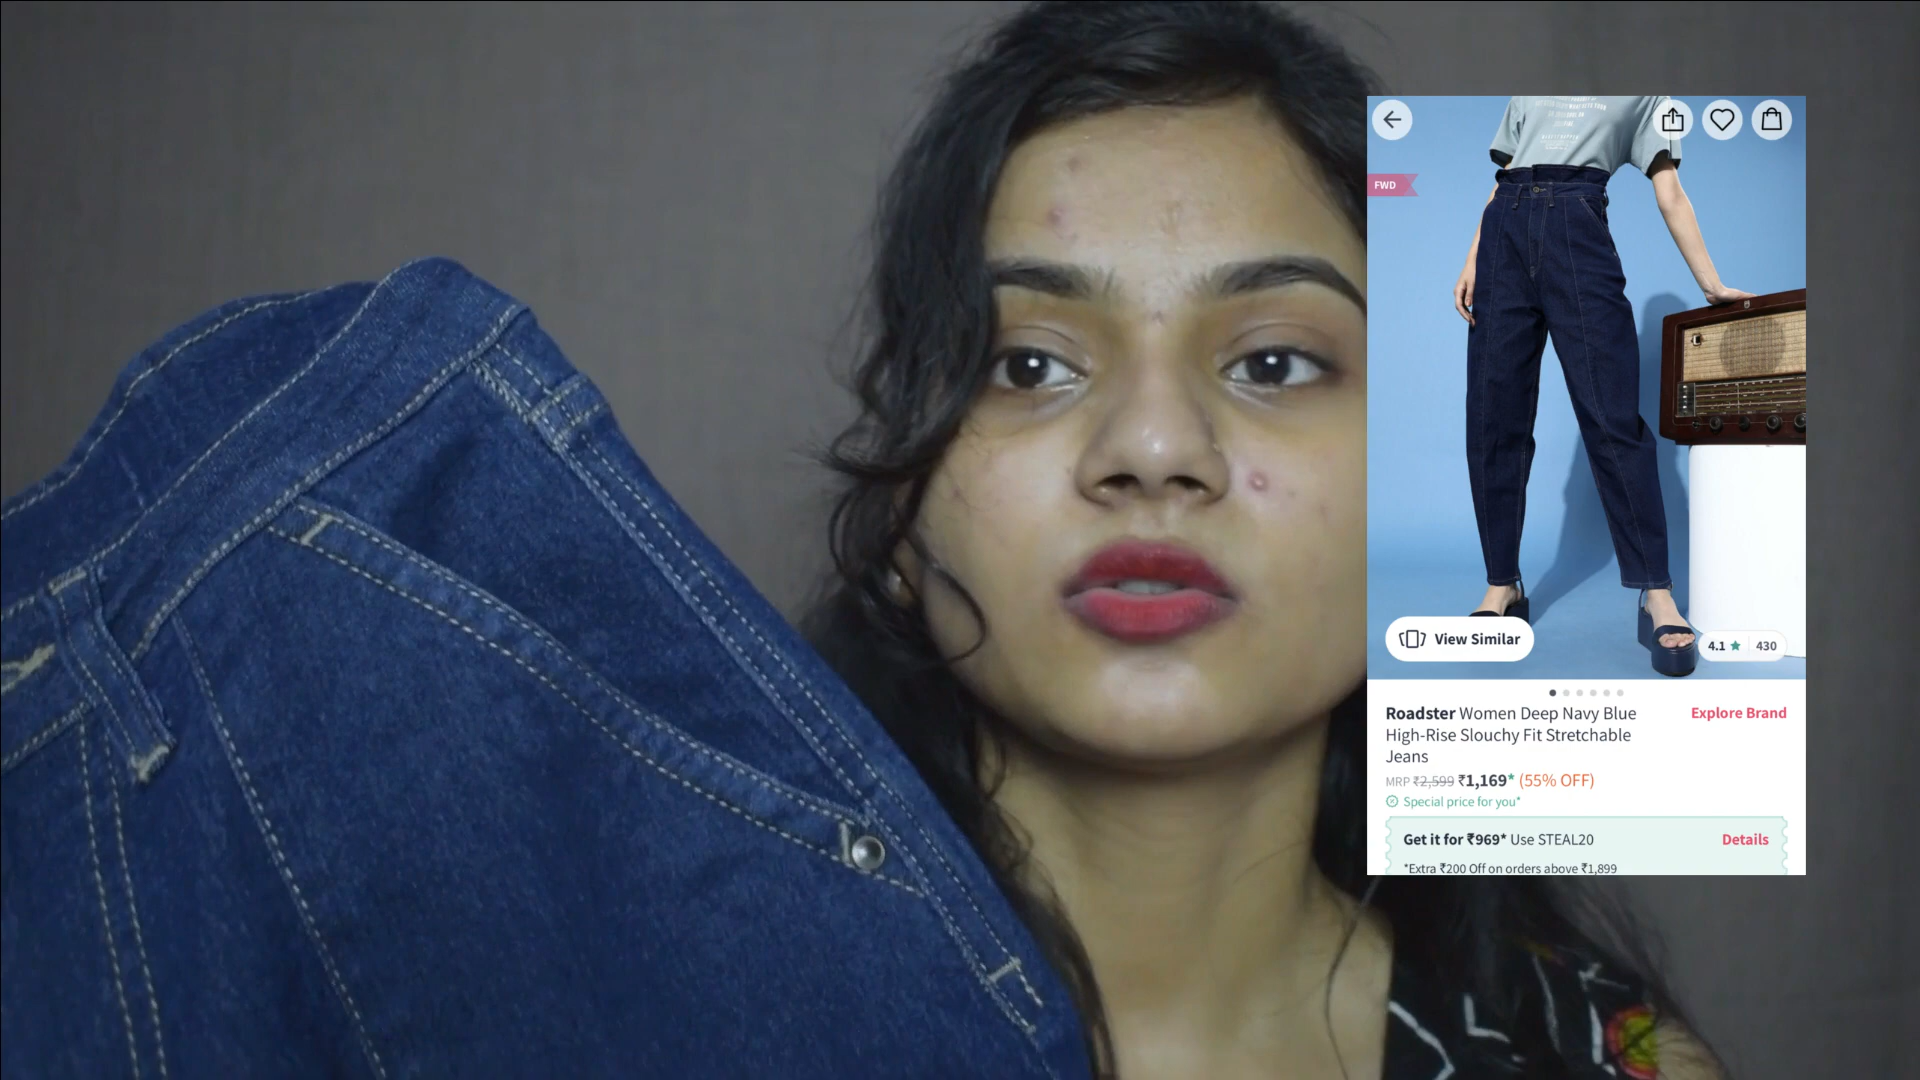 FWD
View Similar
4.1 ★ 430
Roadster Women Deep Navy Blue Explore Brand
High-Rise Slouchy Fit Stretchable
Jeans
MRP ₹2,599 ₹1,169* (55% OFF)
Special price for you*
Get it for ₹969* Use STEAL20 Details
*Extra ₹200 Off on orders above ₹1,899